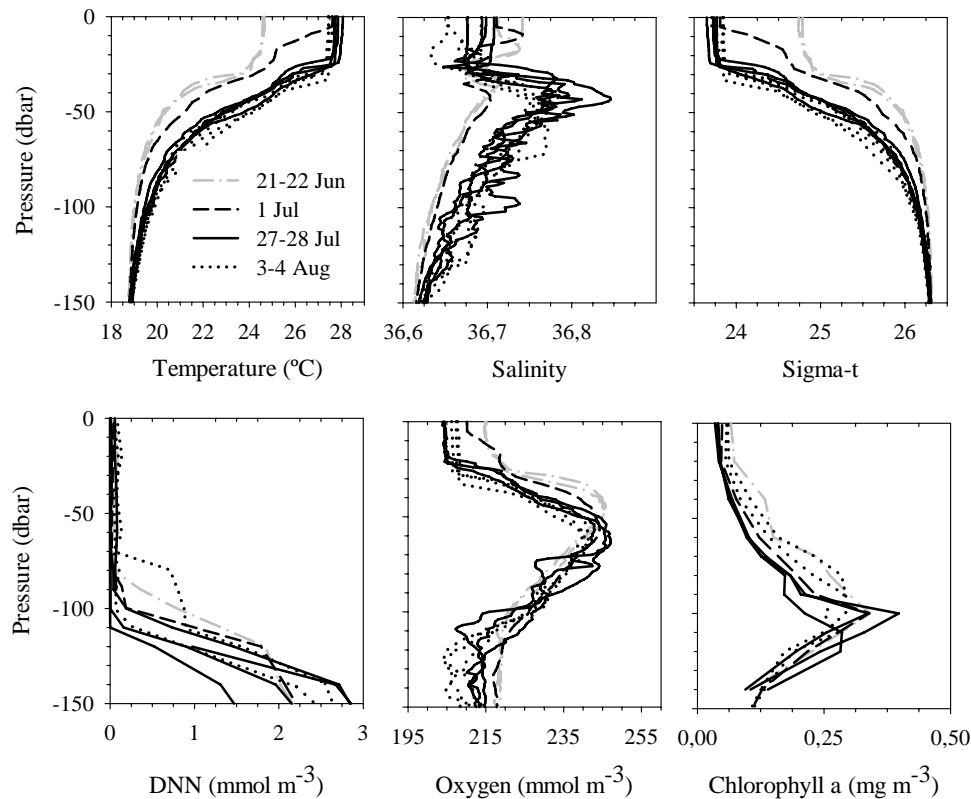 0
-50
-100
-150
Pressure (dbar)
21-22 Jun
1 Jul
27-28 Jul
3-4 Aug
18 20 22 24 26 28
Temperature (ºC)
36,6 36,7 36,8
Salinity
24 25 26
Sigma-t
0
-50
-100
-150
Pressure (dbar)
0 1 2 3
DNN (mmol m-3)
195 215 235 255
Oxygen (mmol m-3)
0,00 0,25 0,50
Chlorophyll a (mg m-3)